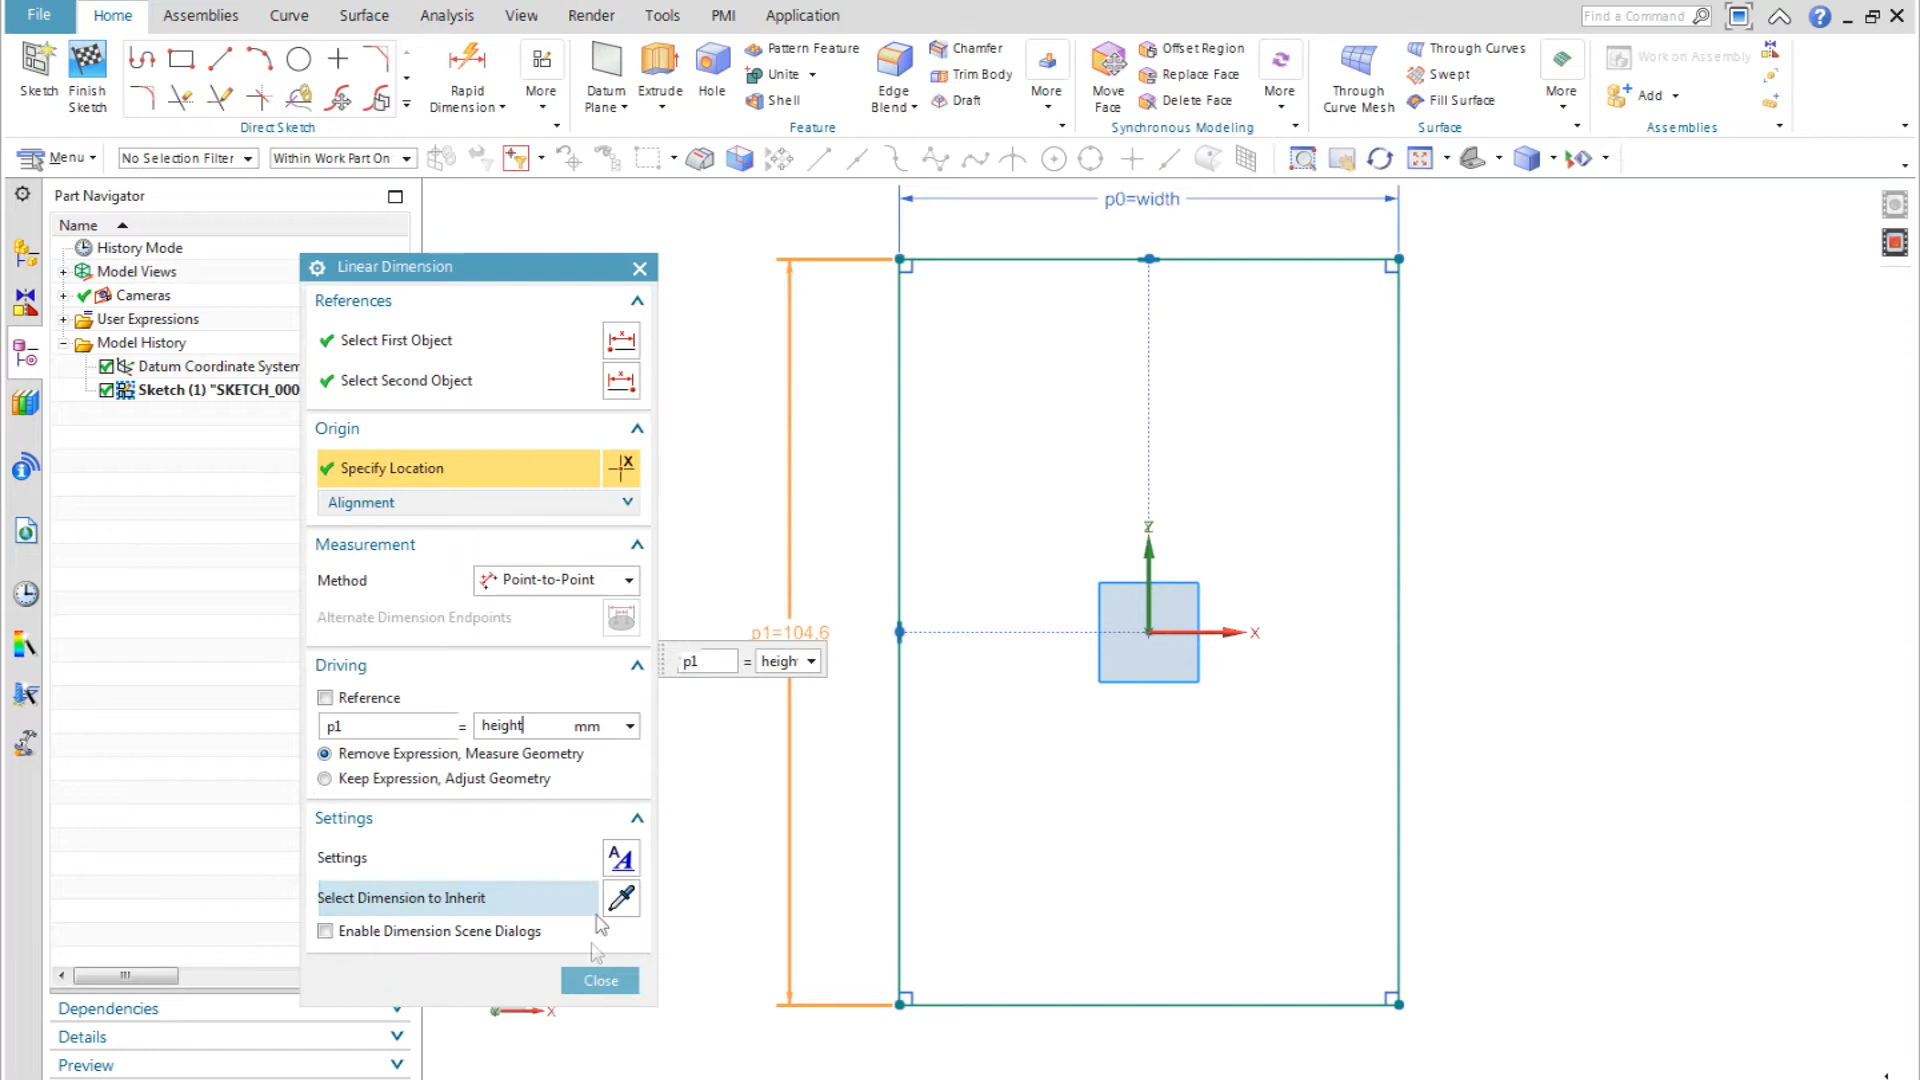 File Home Assemblies Curve Surface Analysis View Render Tools PMI Application Find a Command
Pattern Feature Chamfer Offset Region Through Curves Work on Assembly
Unite Trim Body Replace Face Swept
Sketch Finish Sketch Rapid Dimension More Datum Plane Extrude Hole Shell Edge Blend Draft More Move Face Delete Face More Through Curve Mesh Fill Surface More Add
Direct Sketch Feature Synchronous Modeling Surface Assemblies
Menu No Selection Filter Within Work Part On
Part Navigator
Name
History Mode
Model Views
Cameras
User Expressions
Model History
Datum Coordinate System
Sketch (1) "SKETCH_000
Dependencies
Details
Preview
Linear Dimension
References
Select First Object
Select Second Object
Origin
Specify Location
Alignment
Measurement
Method Point-to-Point
Alternate Dimension Endpoints
Driving
Reference
p1 = height mm
Remove Expression, Measure Geometry
Keep Expression, Adjust Geometry
Settings
Settings
Select Dimension to Inherit
Enable Dimension Scene Dialogs
Close
p0=width
p1=104,6
p1 = heigh
Z
X
X